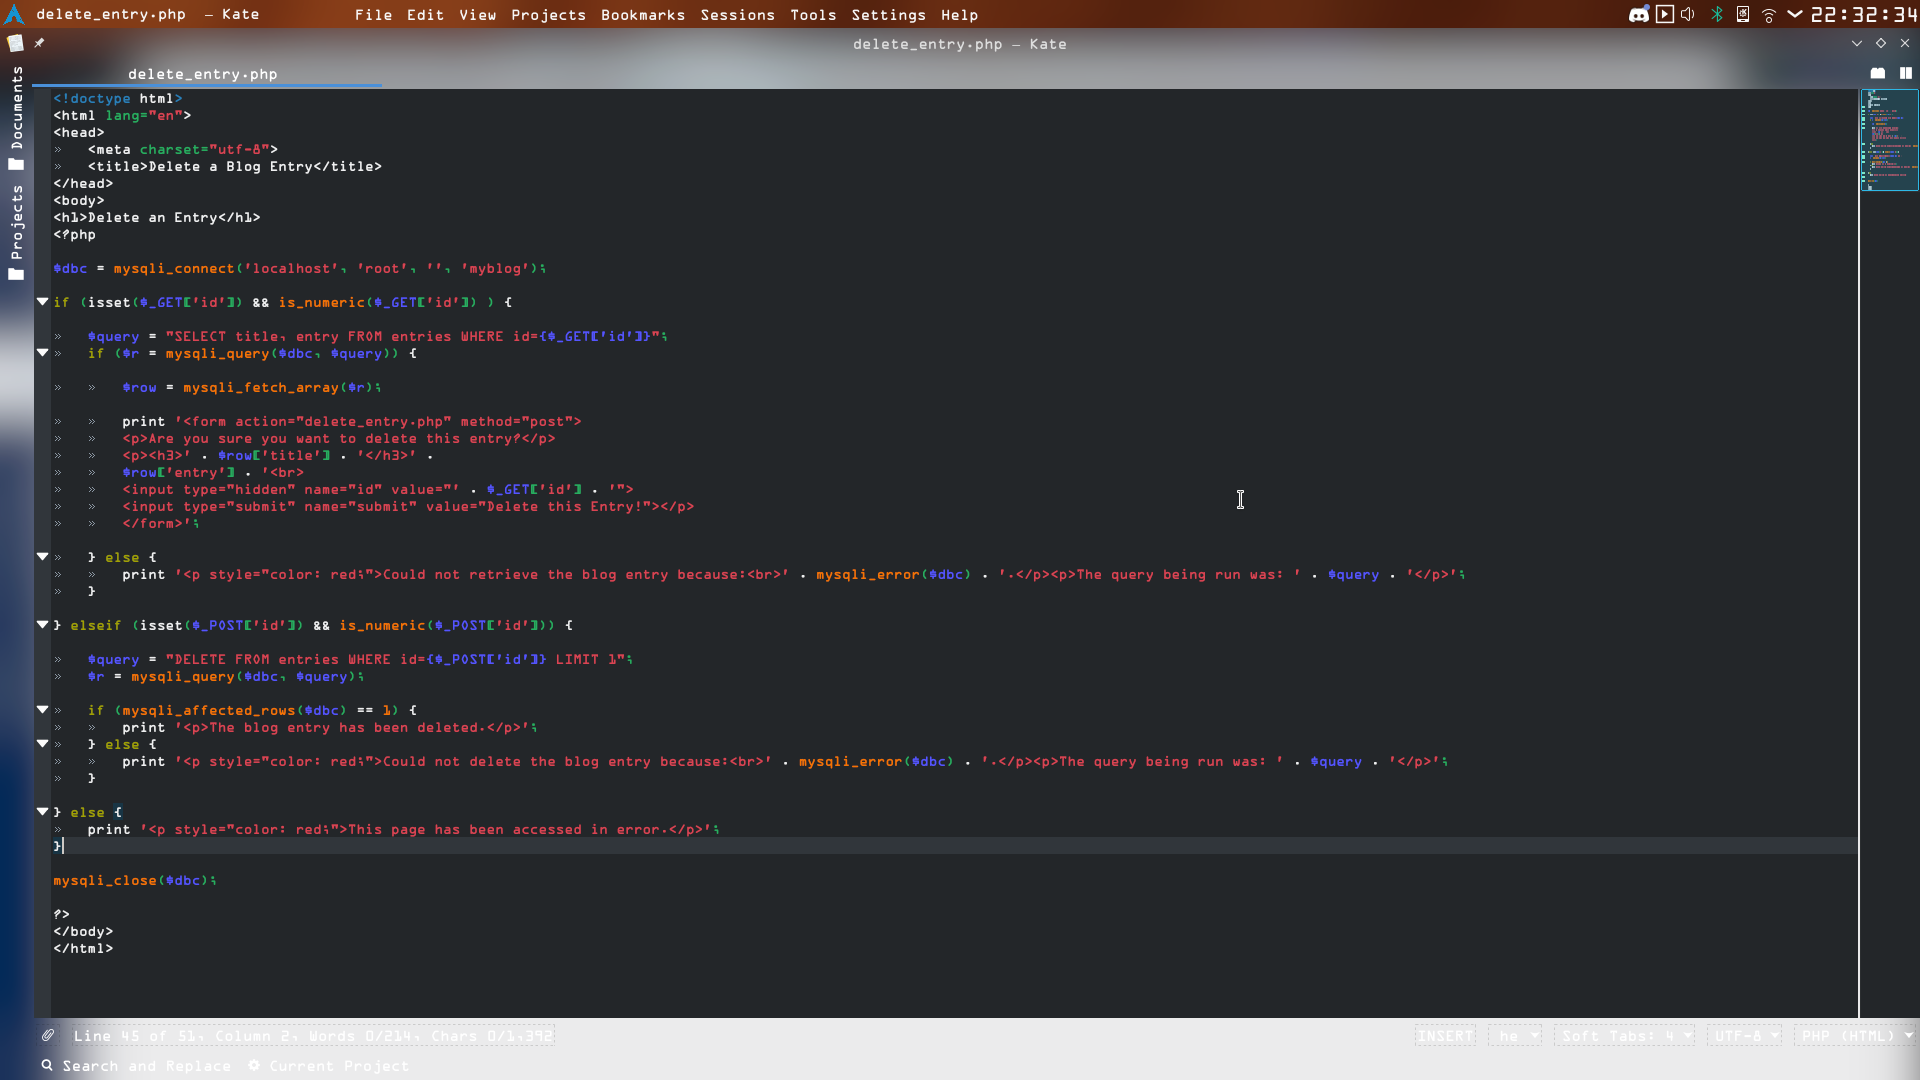 delete_entry.php — Kate
File Edit View Projects Bookmarks Sessions Tools Settings Help
22:32:34
delete_entry.php — Kate
delete_entry.php
Documents
Projects
<!doctype html>
<html lang="en">
<head>
» <meta charset="utf-8">
» <title>Delete a Blog Entry</title>
</head>
<body>
<h1>Delete an Entry</h1>
<?php
$dbc = mysqli_connect('localhost', 'root', '', 'myblog');
if (isset($_GET['id']) && is_numeric($_GET['id']) ) {
» $query = "SELECT title, entry FROM entries WHERE id={$_GET['id']}";
» if ($r = mysqli_query($dbc, $query)) {
» » $row = mysqli_fetch_array($r);
» » print '<form action="delete_entry.php" method="post">
» » <p>Are you sure you want to delete this entry?</p>
» » <p><h3>' . $row['title'] . '</h3>' .
» » $row['entry'] . '<br>
» » <input type="hidden" name="id" value="' . $_GET['id'] . '">
» » <input type="submit" name="submit" value="Delete this Entry!"></p>
» » </form>';
» } else {
» » print '<p style="color: red;">Could not retrieve the blog entry because:<br>' . mysqli_error($dbc) . '.</p><p>The query being run was: ' . $query . '</p>';
» }
} elseif (isset($_POST['id']) && is_numeric($_POST['id'])) {
» $query = "DELETE FROM entries WHERE id={$_POST['id']} LIMIT 1";
» $r = mysqli_query($dbc, $query);
» if (mysqli_affected_rows($dbc) == 1) {
» » print '<p>The blog entry has been deleted.</p>';
» } else {
» » print '<p style="color: red;">Could not delete the blog entry because:<br>' . mysqli_error($dbc) . '.</p><p>The query being run was: ' . $query . '</p>';
» }
} else {
» print '<p style="color: red;">This page has been accessed in error.</p>';
}
mysqli_close($dbc);
?>
</body>
</html>
Line 45 of 51, Column 2, Words 0/214, Chars 0/1,392
INSERT he Soft Tabs: 4 UTF-8 PHP (HTML)
Search and Replace Current Project